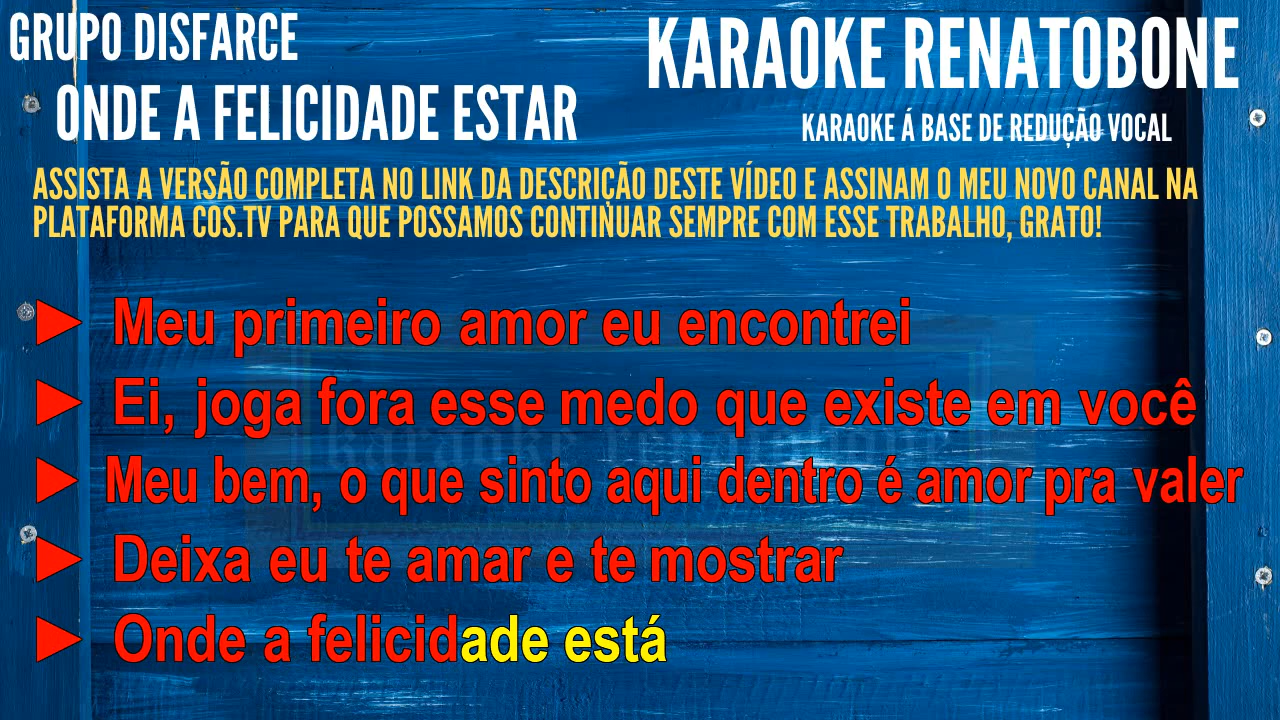 GRUPO DISFARCE
KARAOKE RENATOBONE
ONDE A FELICIDADE ESTAR
KARAOKE Á BASE DE REDUÇÃO VOCAL
ASSISTA A VERSÃO COMPLETA NO LINK DA DESCRIÇÃO DESTE VÍDEO E ASSINAM O MEU NOVO CANAL NA
PLATAFORMA COS.TV PARA QUE POSSAMOS CONTINUAR SEMPRE COM ESSE TRABALHO, GRATO!
► Meu primeiro amor eu encontrei
► Ei, joga fora esse medo que existe em você
karaoke renatobone
► Meu bem, o que sinto aqui dentro é amor pra valer
► Deixa eu te amar e te mostrar
► Onde a felicidade está